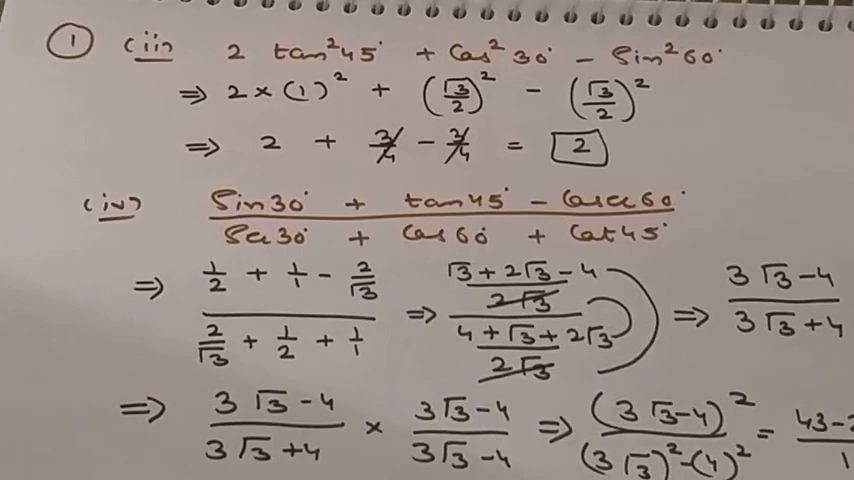 ① (ii) 2 tan²45° + Cos²30° - Sin²60°
⇒ 2 × (1)² + (√3/2)² - (√3/2)²
⇒ 2 + 3/4 - 3/4 = 2
(iv) (Sin30° + tan45° - Cosec60°)/(Sec30° + Cos60° + Cot45°)
⇒ (1/2 + 1/1 - 2/√3)/(2/√3 + 1/2 + 1/1) ⇒ ((√3+2√3-4)/(2√3))/((4+√3+2√3)/(2√3)) ⇒ (3√3-4)/(3√3+4)
⇒ (3√3-4)/(3√3+4) × (3√3-4)/(3√3-4) ⇒ (3√3-4)²/((3√3)²-(4)²) = 43-2